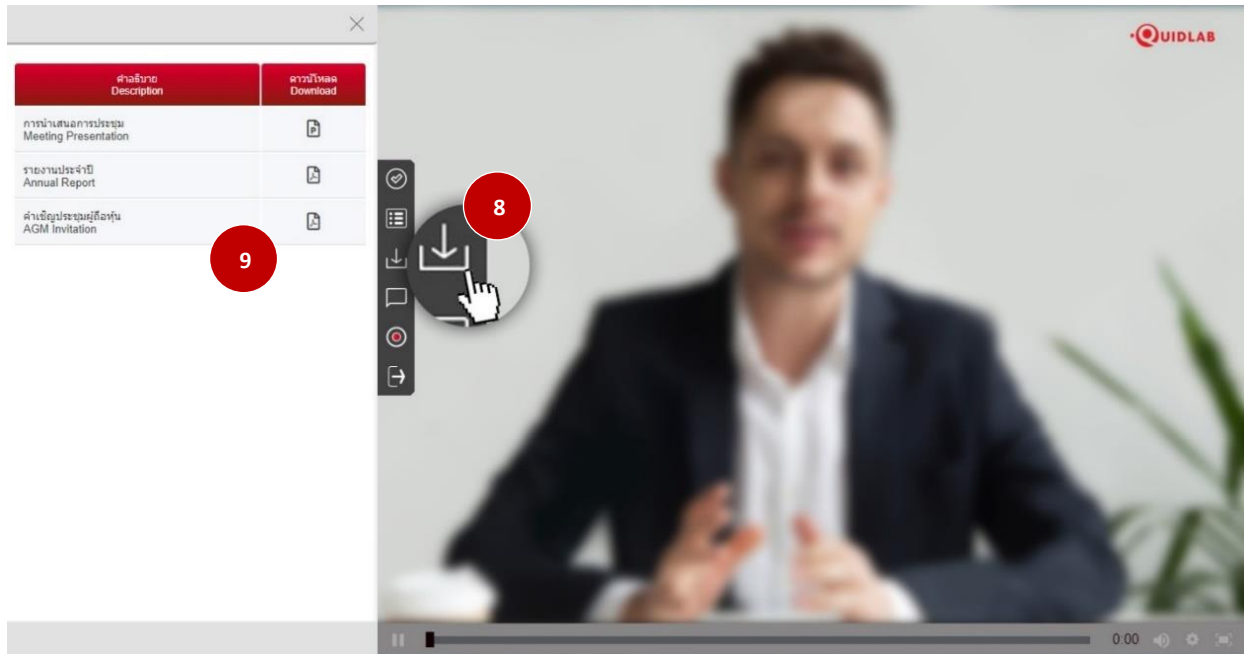 คำอธิบาย
Description
ดาวน์โหลด
Download
การนำเสนอการประชุม
Meeting Presentation
รายงานประจำปี
Annual Report
คำเชิญประชุมผู้ถือหุ้น
AGM Invitation
9
8
QUIDLAB
0:00